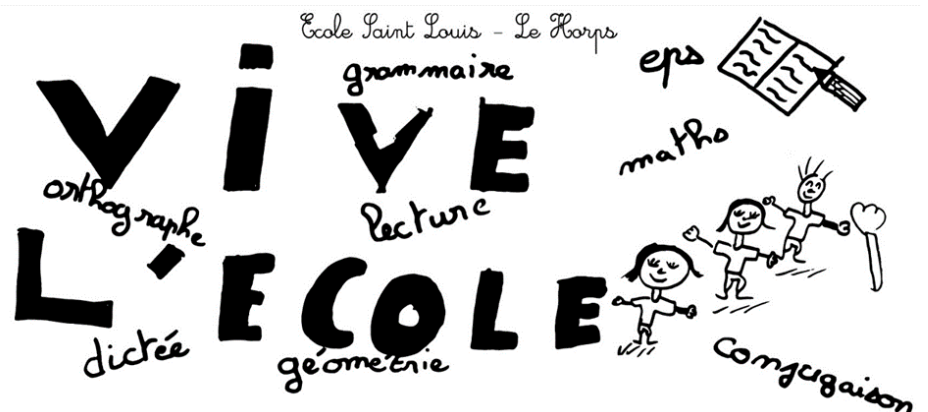 Ecole Saint Louis - Le Horps
eps
grammaire
VIVE
maths
orthographe
lecture
L'ECOLE
dictée
géométrie
conjugaison